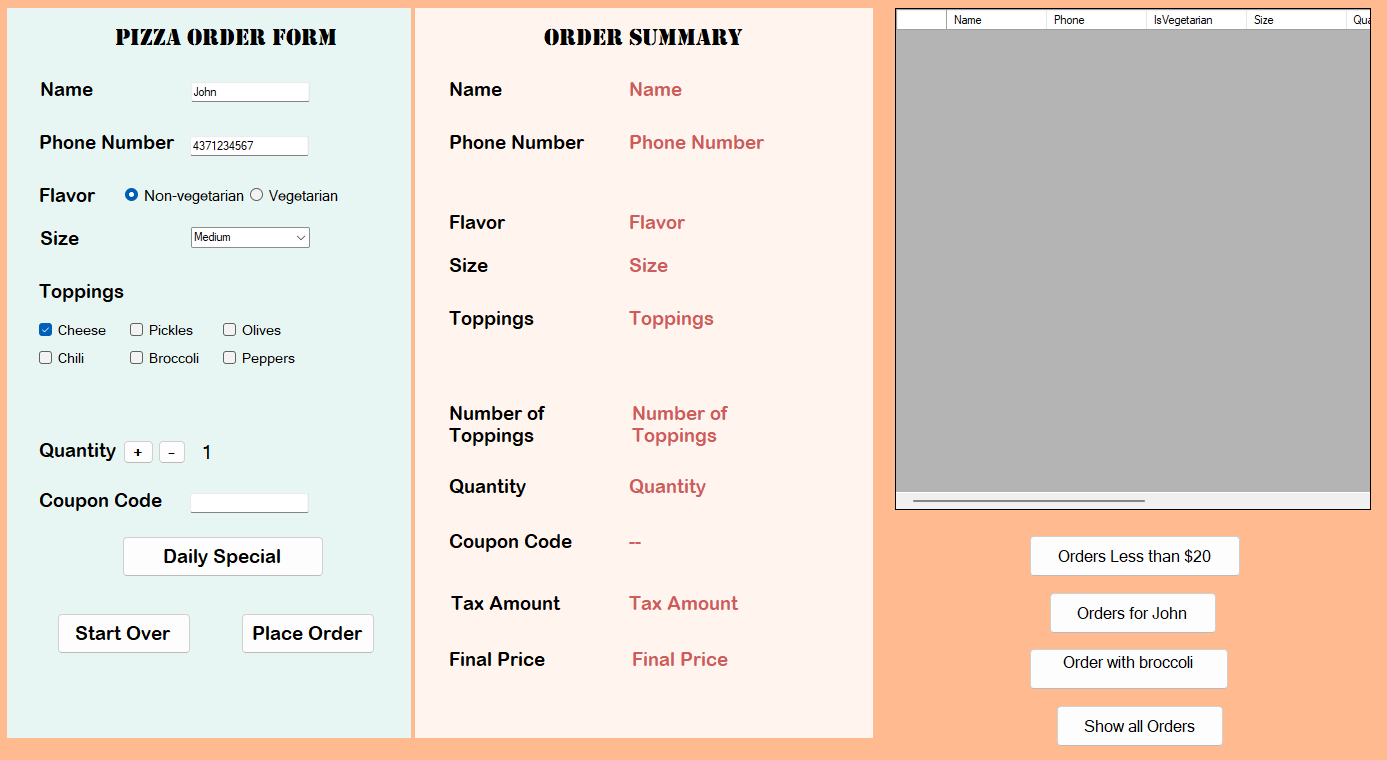 PIZZA ORDER FORM
Name
John
Phone Number
4371234567
Flavor
Non-vegetarian
Vegetarian
Size
Medium
Toppings
Cheese
Pickles
Olives
Chili
Broccoli
Peppers
Quantity
+
-
1
Coupon Code
Daily Special
Start Over
Place Order
ORDER SUMMARY
Name
Name
Phone Number
Phone Number
Flavor
Flavor
Size
Size
Toppings
Toppings
Number of
Toppings
Number of
Toppings
Quantity
Quantity
Coupon Code
--
Tax Amount
Tax Amount
Final Price
Final Price
Name
Phone
IsVegetarian
Size
Qua
Orders Less than $20
Orders for John
Order with broccoli
Show all Orders